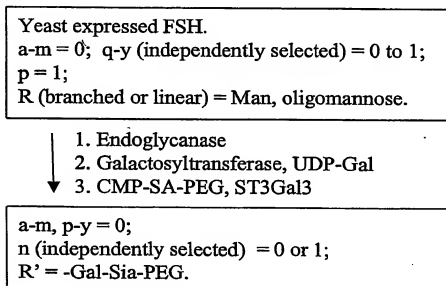 Yeast expressed FSH.
a-m = 0; q-y (independently selected) = 0 to 1;
p = 1;
R (branched or linear) = Man, oligomannose.
1. Endoglycanase
2. Galactosyltransferase, UDP-Gal
3. CMP-SA-PEG, ST3Gal3
a-m, p-y = 0;
n (independently selected) = 0 or 1;
R' = -Gal-Sia-PEG.